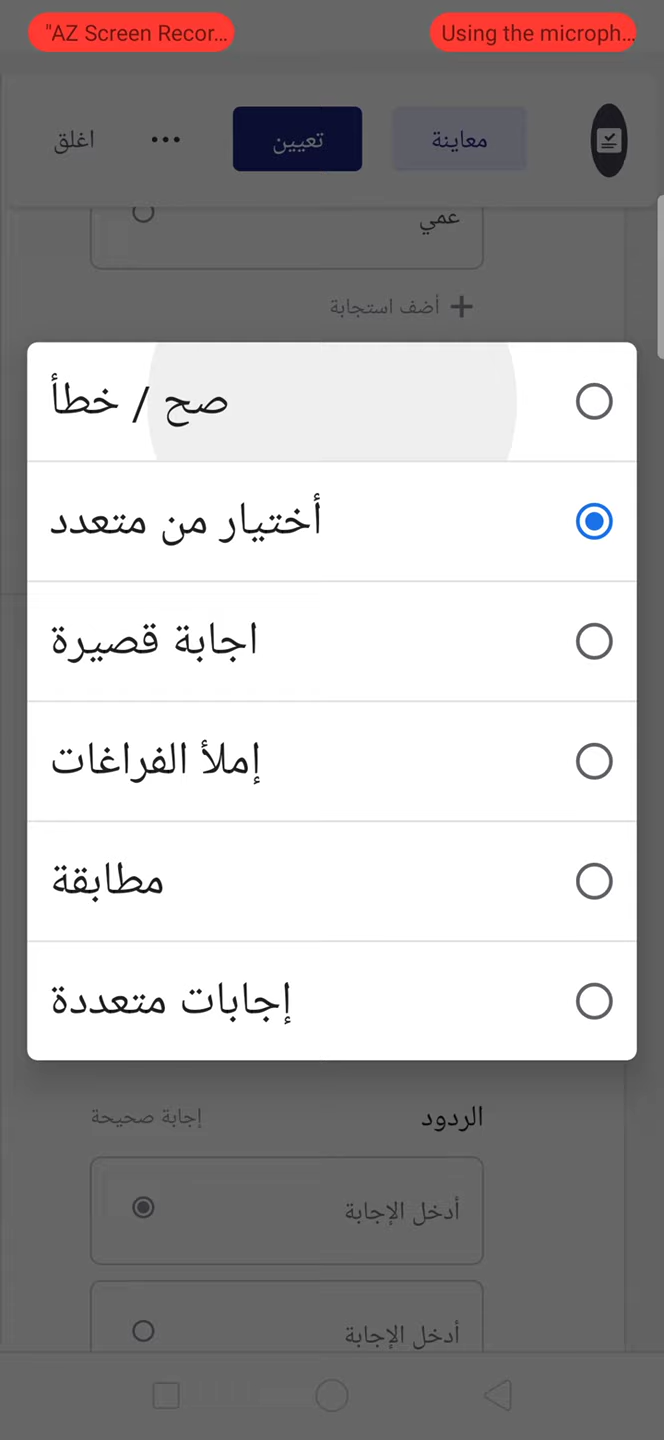 "AZ Screen Recor...
Using the microph...
معاينة
تعيين
...
اغلق
عمي
+ أضف استجابة
صح / خطأ
أختيار من متعدد
اجابة قصيرة
إملأ الفراغات
مطابقة
إجابات متعددة
الردود
إجابة صحيحة
أدخل الإجابة
أدخل الإجابة